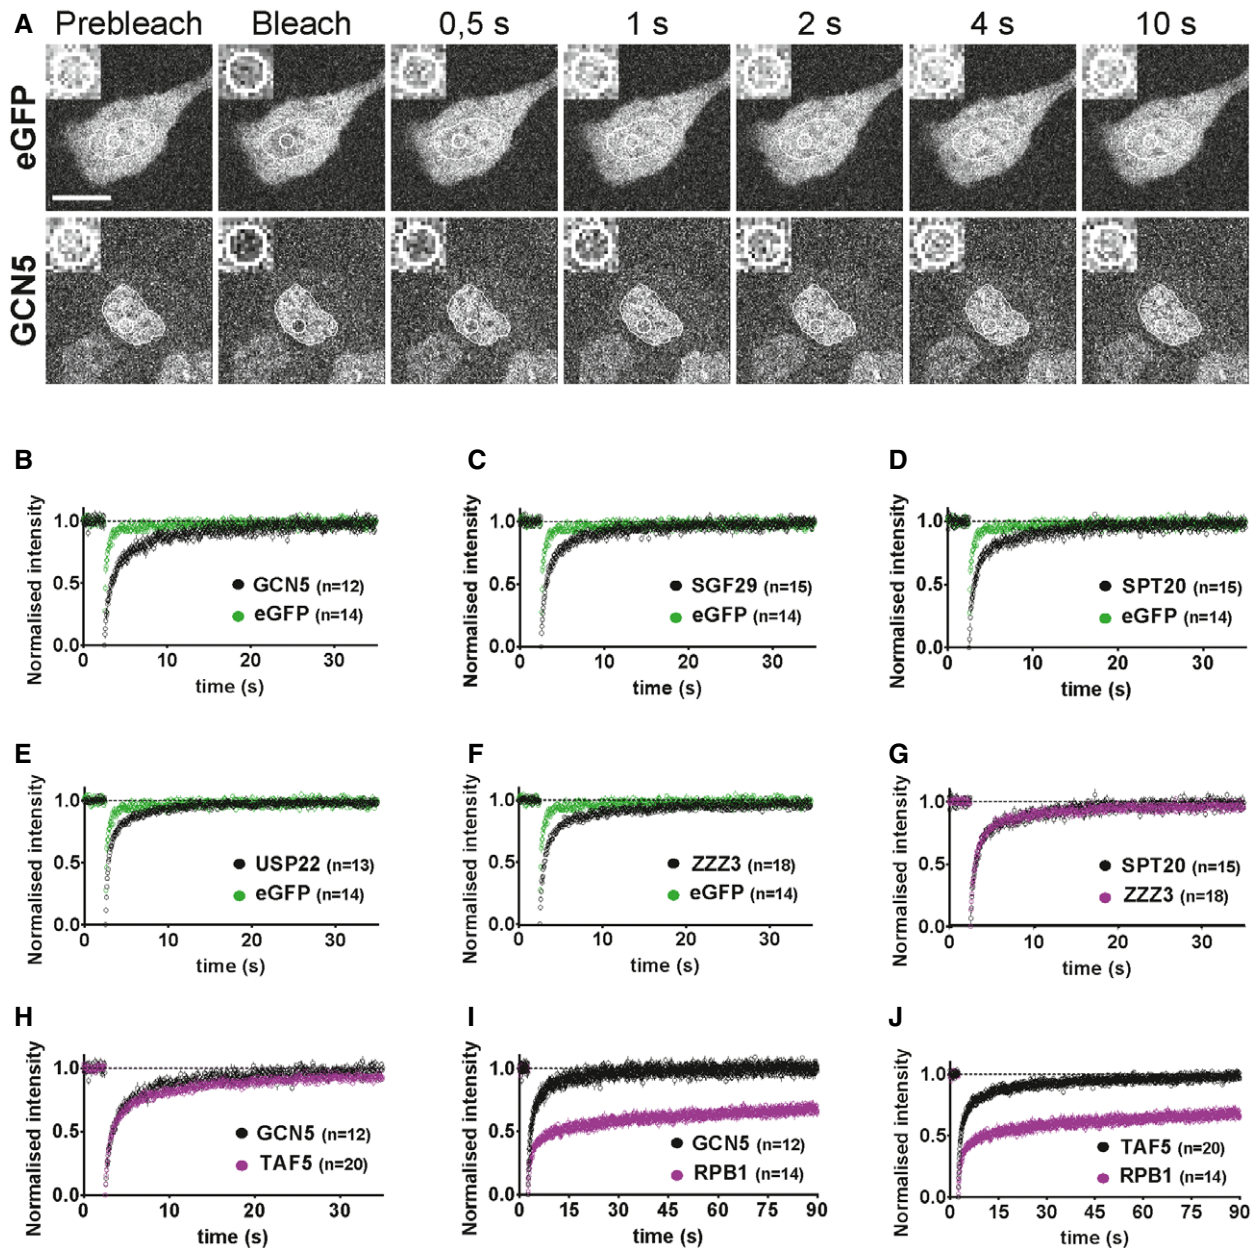 A
Prebleach Bleach 0,5 s 1 s 2 s 4 s 10 s
eGFP
GCN5
B C D
Normalised intensity
1.0
0.5
0.0
0 10 20 30
time (s)
GCN5 (n=12)
eGFP (n=14)
Normalised intensity
1.0
0.5
0.0
0 10 20 30
time (s)
SGF29 (n=15)
eGFP (n=14)
Normalised intensity
1.0
0.5
0.0
0 10 20 30
time (s)
SPT20 (n=15)
eGFP (n=14)
E F G
Normalised intensity
1.0
0.5
0.0
0 10 20 30
time (s)
USP22 (n=13)
eGFP (n=14)
Normalised intensity
1.0
0.5
0.0
0 10 20 30
time (s)
ZZZ3 (n=18)
eGFP (n=14)
Normalised intensity
1.0
0.5
0.0
0 10 20 30
time (s)
SPT20 (n=15)
ZZZ3 (n=18)
H I J
Normalised intensity
1.0
0.5
0.0
0 10 20 30
time (s)
GCN5 (n=12)
TAF5 (n=20)
Normalised intensity
1.0
0.5
0.0
0 15 30 45 60 75 90
time (s)
GCN5 (n=12)
RPB1 (n=14)
Normalised intensity
1.0
0.5
0.0
0 15 30 45 60 75 90
time (s)
TAF5 (n=20)
RPB1 (n=14)